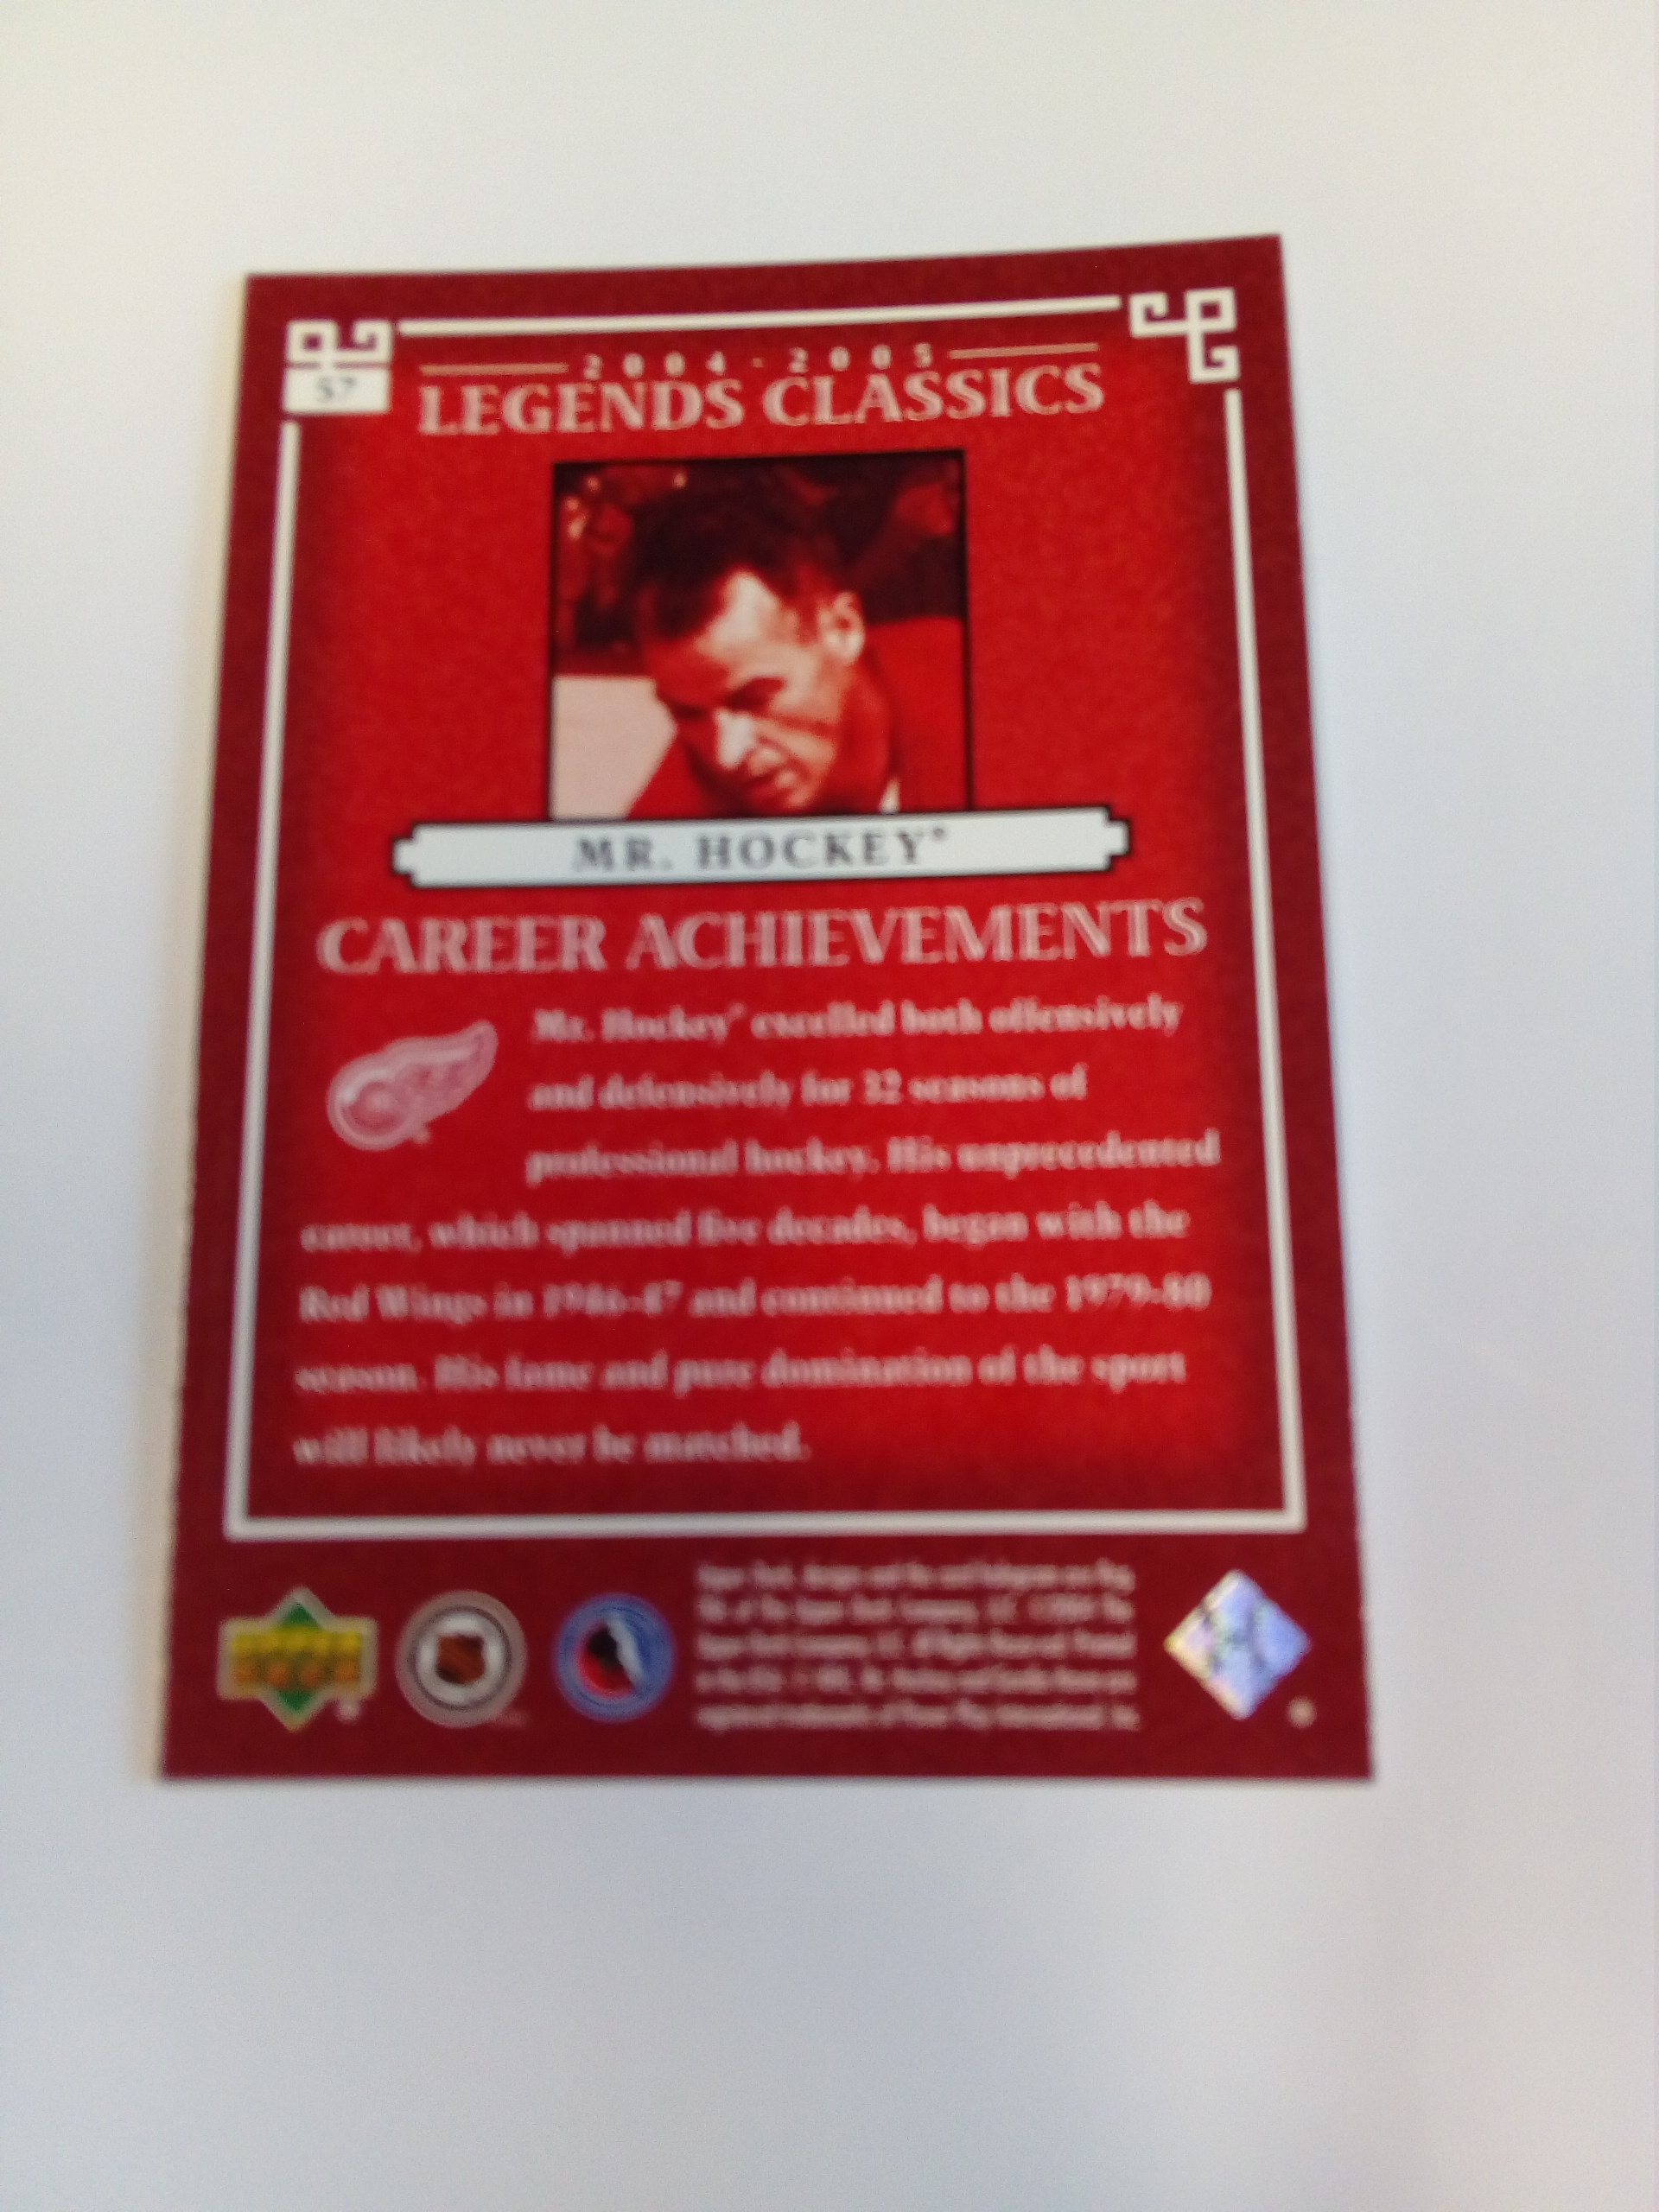 57
2004-2005
LEGENDS CLASSICS
MR. HOCKEY®
CAREER ACHIEVEMENTS
Mr. Hockey® excelled both offensively
and defensively for 32 seasons of
professional hockey. His unprecedented
career, which spanned five decades, began with the
Red Wings in 1946-47 and continued to the 1979-80
season. His fame and pure domination of the sport
will likely never be matched.
UPPER
DECK